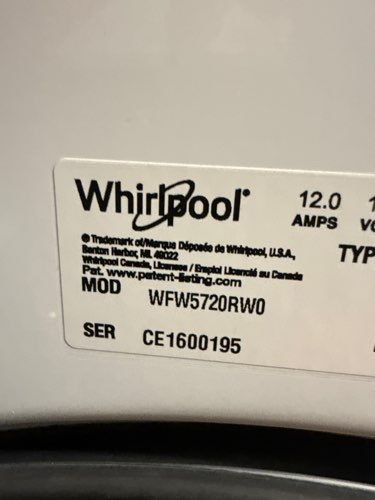 Whirlpool®
12.0
AMPS
® Trademark of/Marque Déposée de Whirlpool, U.S.A.,
Benton Harbor, MI. 49022
Whirlpool Canada, Licensee / Emploi Licencié au Canada
Pat. www.patent-listing.com
TYP
MOD WFW5720RW0
SER CE1600195